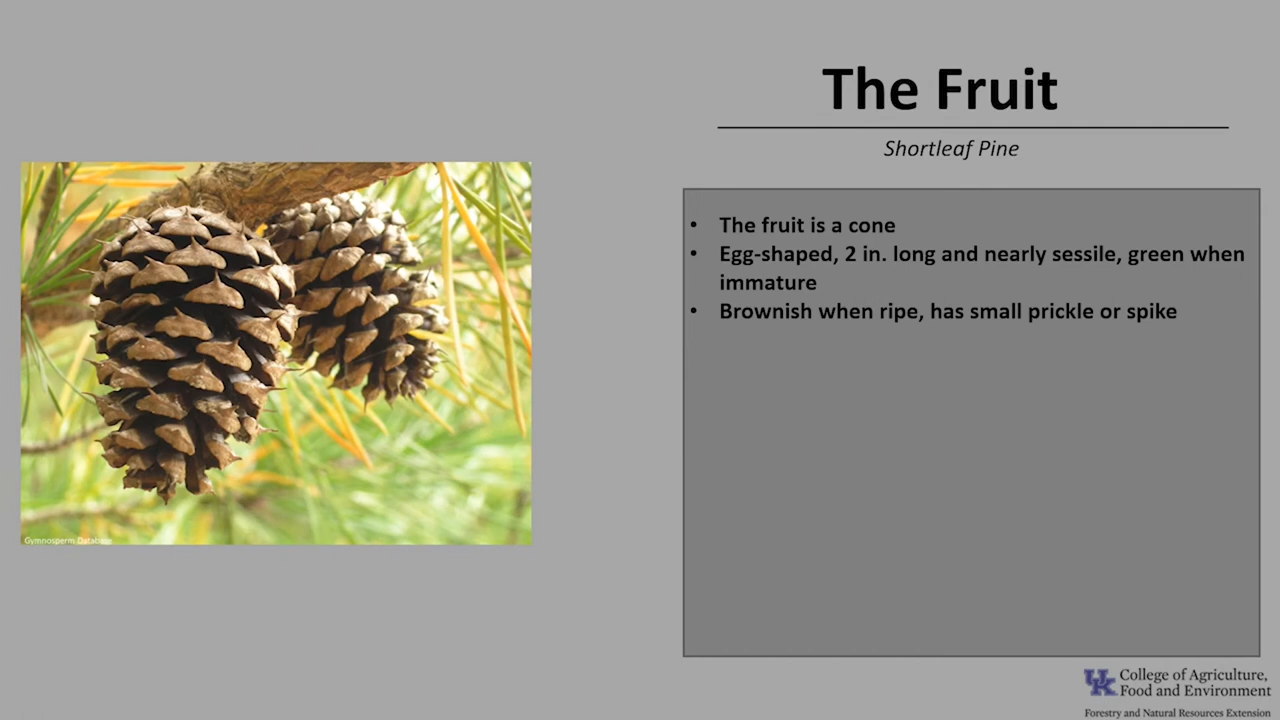 The Fruit
Shortleaf Pine
• The fruit is a cone
• Egg-shaped, 2 in. long and nearly sessile, green when
immature
• Brownish when ripe, has small prickle or spike
Gymnosperm Database
UK
College of Agriculture,
Food and Environment
Forestry and Natural Resources Extension